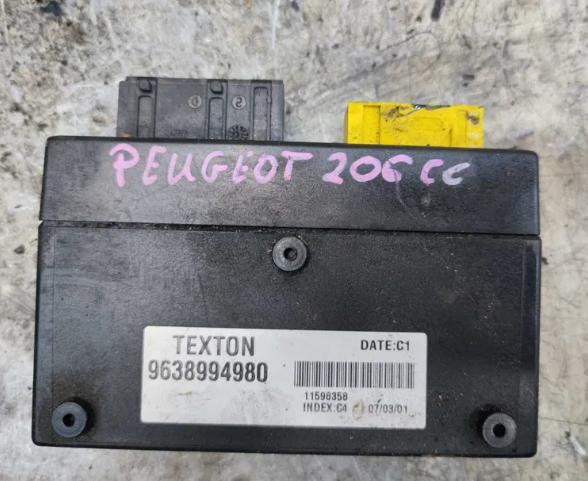 PEUGEOT 206 CC
TEXTON
DATE:C1
9638994980
11598358
INDEX:C4 07/03/01